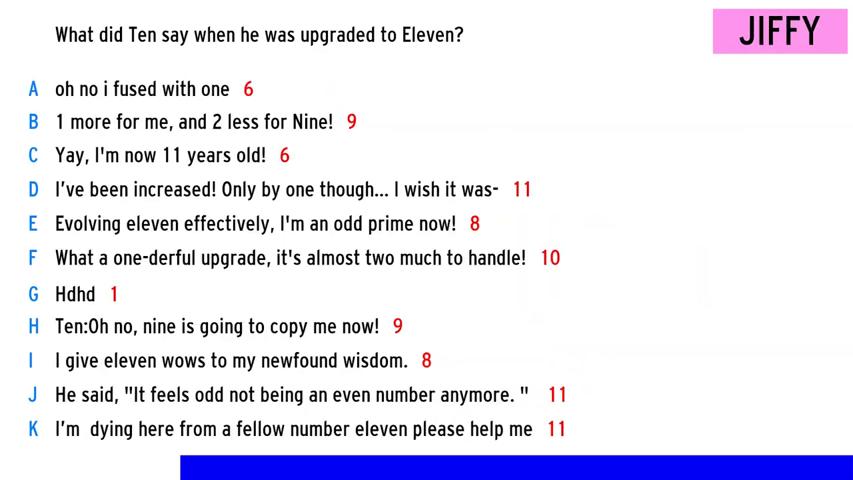 What did Ten say when he was upgraded to Eleven?
JIFFY
A oh no i fused with one 6
B 1 more for me, and 2 less for Nine! 9
C Yay, I'm now 11 years old! 6
D I’ve been increased! Only by one though... I wish it was- 11
E Evolving eleven effectively, I'm an odd prime now! 8
F What a one-derful upgrade, it's almost two much to handle! 10
G Hdhd 1
H Ten:Oh no, nine is going to copy me now! 9
I I give eleven wows to my newfound wisdom. 8
J He said, "It feels odd not being an even number anymore. " 11
K I’m dying here from a fellow number eleven please help me 11